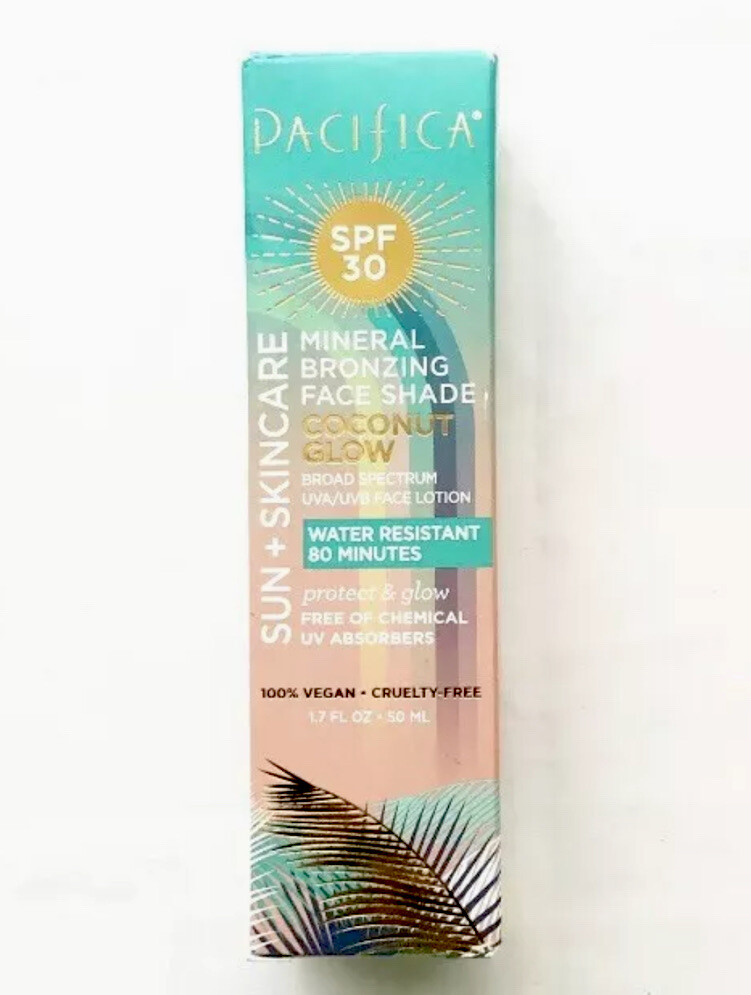 PACIFICA®
SPF
30
SUN + SKINCARE
MINERAL
BRONZING
FACE SHADE
COCONUT
GLOW
BROAD SPECTRUM
UVA/UVB FACE LOTION
WATER RESISTANT
80 MINUTES
protect & glow
FREE OF CHEMICAL
UV ABSORBERS
100% VEGAN • CRUELTY-FREE
1.7 FL OZ • 50 ML